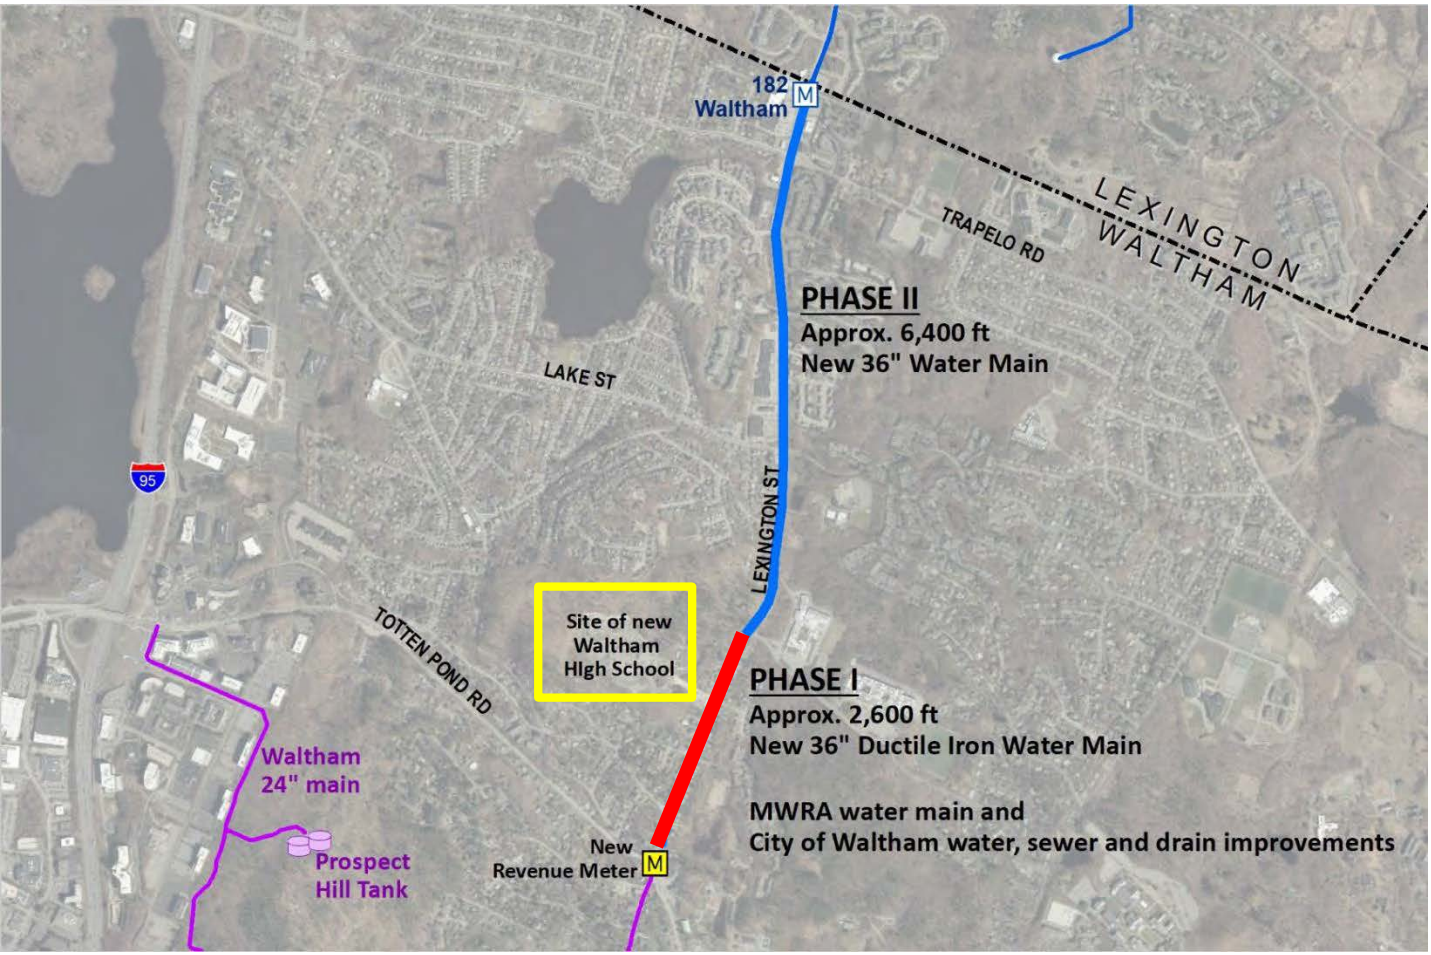 182
Waltham
M
LEXINGTON
WALTHAM
TRAPELO RD
PHASE II
Approx. 6,400 ft
New 36" Water Main
LAKE ST
95
LEXINGTON ST
Site of new
Waltham
HIgh School
TOTTEN POND RD
PHASE I
Approx. 2,600 ft
New 36" Ductile Iron Water Main
Waltham
24" main
MWRA water main and
City of Waltham water, sewer and drain improvements
New
Revenue Meter
M
Prospect
Hill Tank